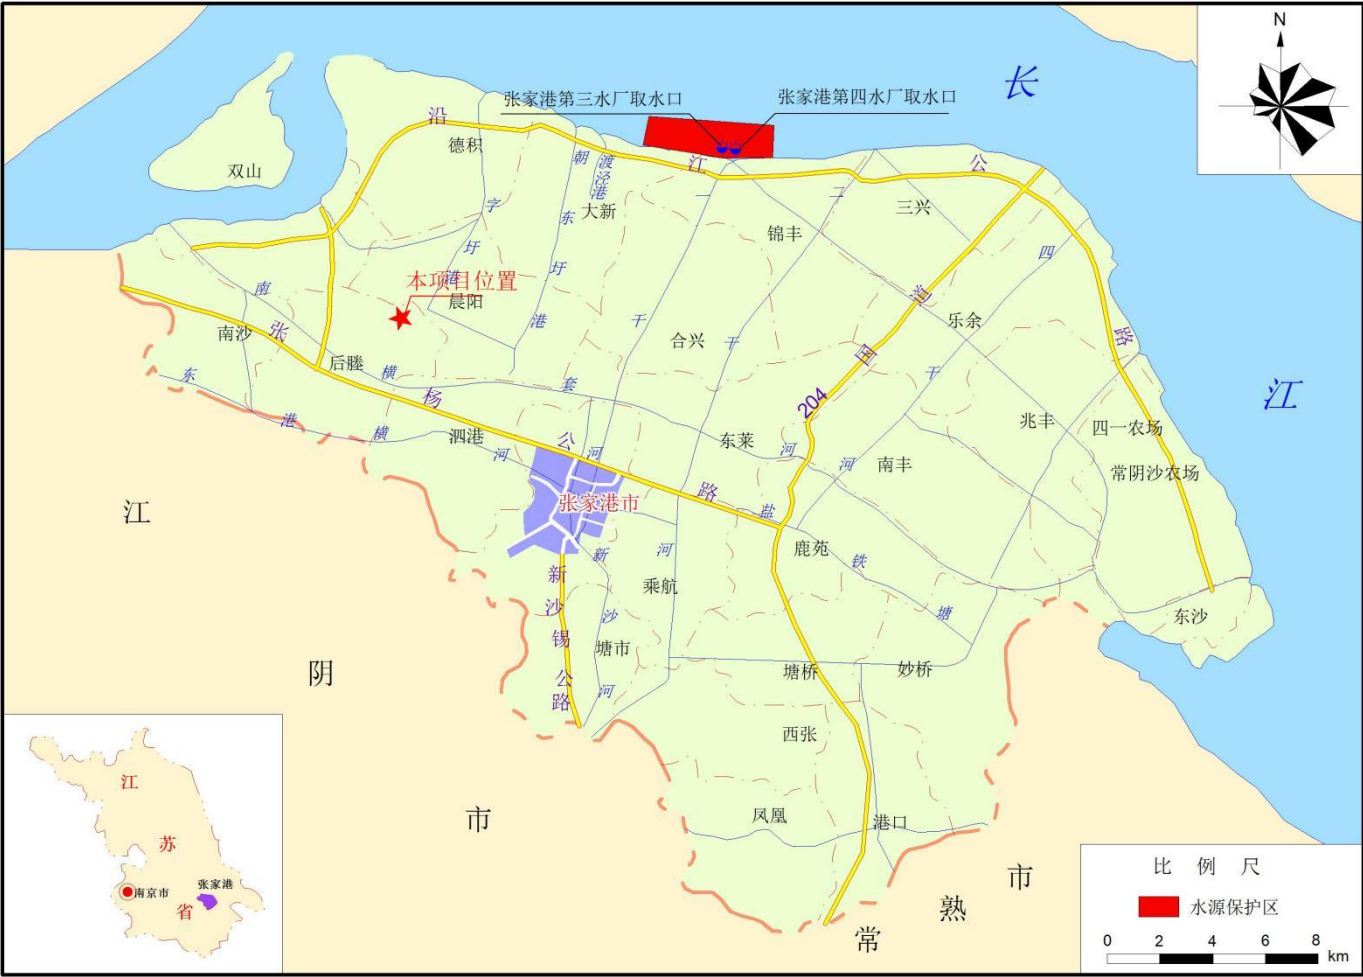 N
长
江
张家港第三水厂取水口
张家港第四水厂取水口
沿
江
公
路
德积
双山
朝
东
圩
港
渡泾港
大新
字
圩
港
一
干
河
二
干
河
三兴
锦丰
四
干
河
本项目位置
晨阳
南
横
套
河
南沙
张
杨
公
路
后塍
合兴
乐余
204
国
道
东
港
横
河
泗港
东莱
南丰
兆丰
四一农场
常阴沙农场
张家港市
盐
铁
塘
鹿苑
新
沙
河
乘航
新
沙
锡
公
路
塘市
塘桥
妙桥
东沙
西张
凤凰
港口
江
阴
市
常
熟
市
江
苏
省
南京市
张家港
比 例 尺
水源保护区
0 2 4 6 8 km